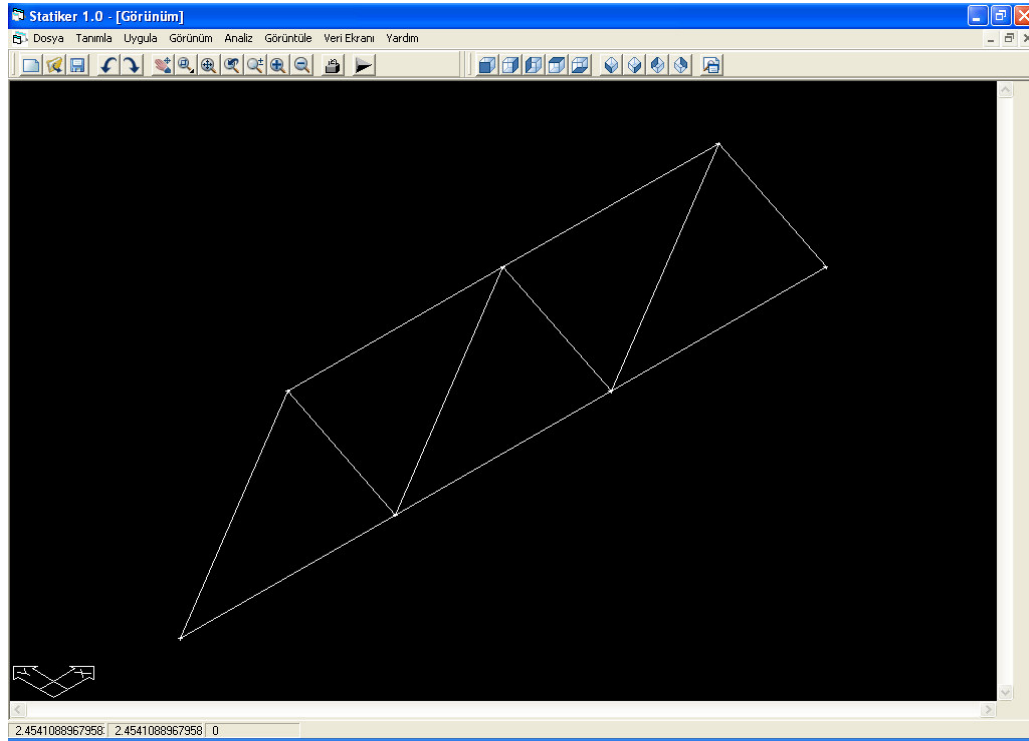 Statiker 1.0 - [Görünüm]
Dosya Tanımla Uygula Görünüm Analiz Görüntüle Veri Ekranı Yardım
2.4541088967958 2.4541088967958 0